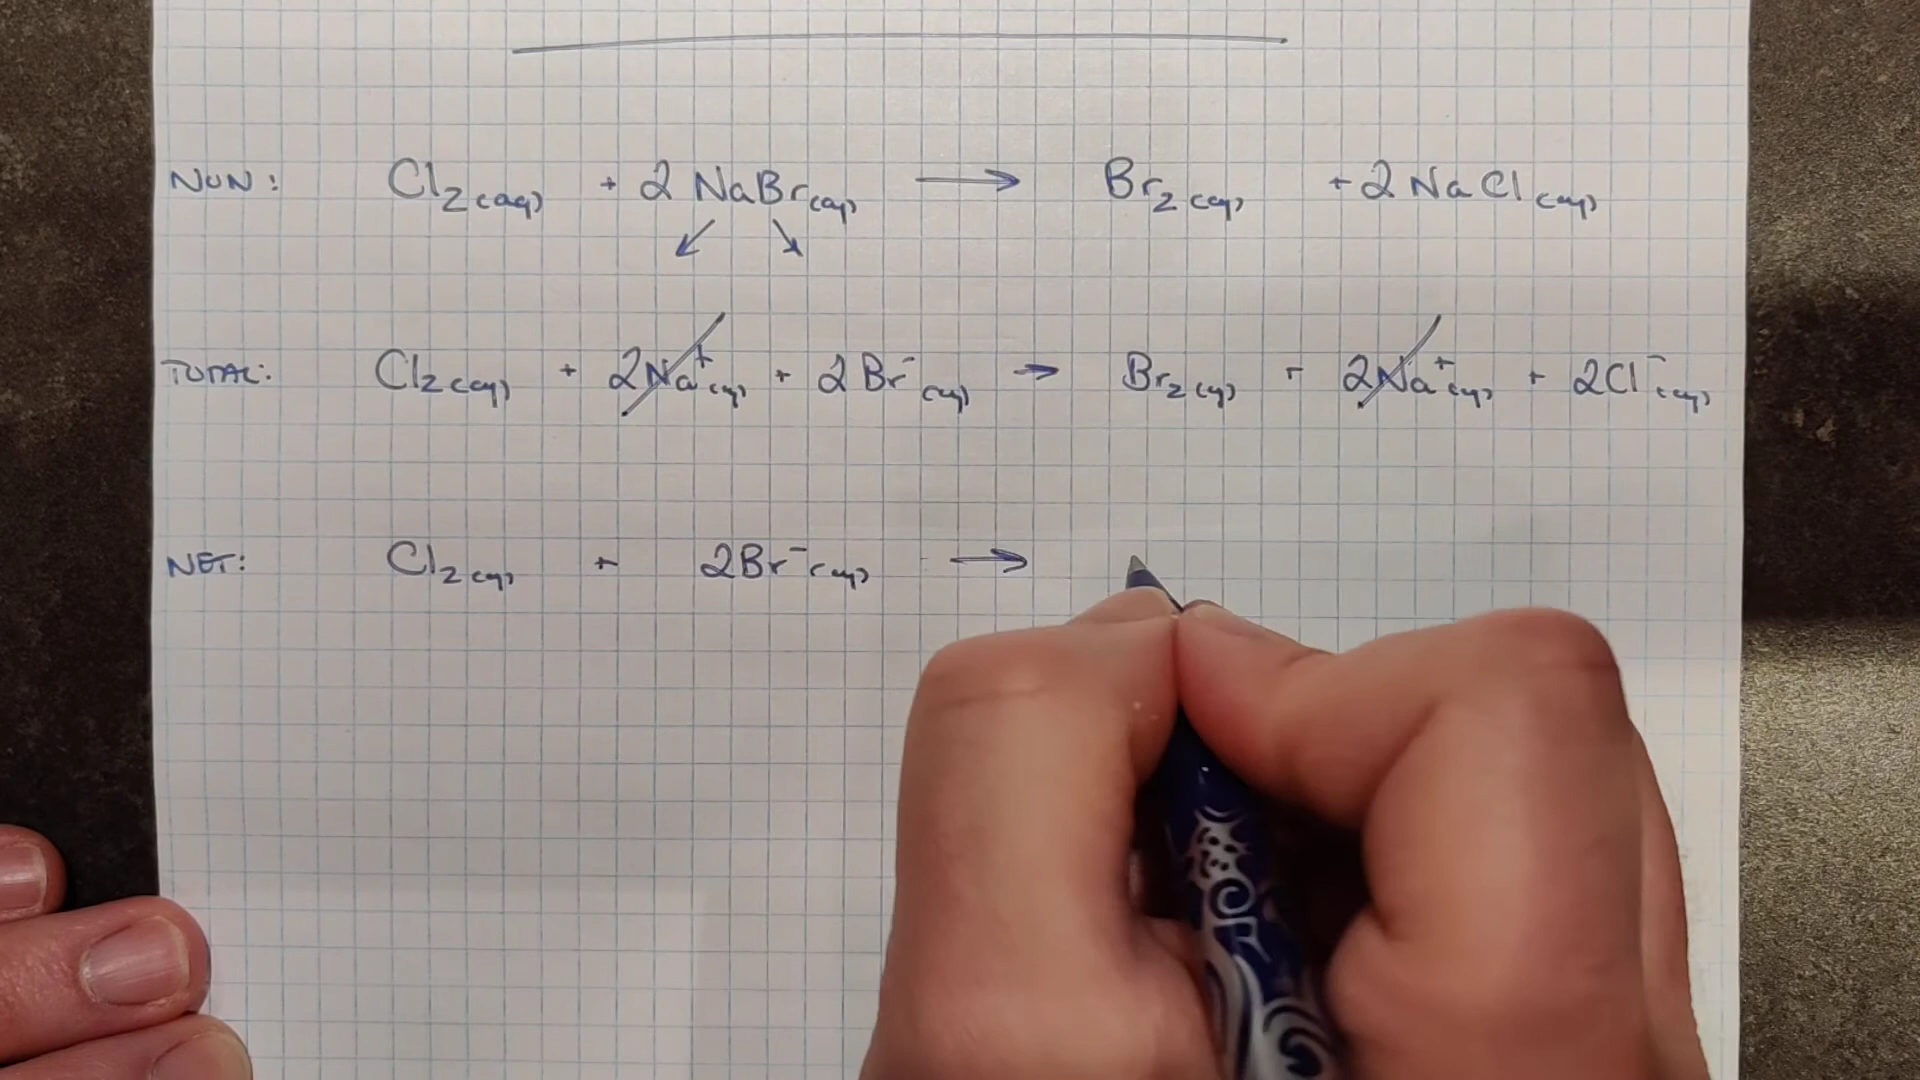 NON: Cl₂(aq) + 2 NaBr(aq) → Br₂(aq) + 2 NaCl(aq)
TOTAL: Cl₂(aq) + 2Na⁺(aq) + 2Br⁻(aq) → Br₂(aq) + 2Na⁺(aq) + 2Cl⁻(aq)
NET: Cl₂(aq) + 2Br⁻(aq) →